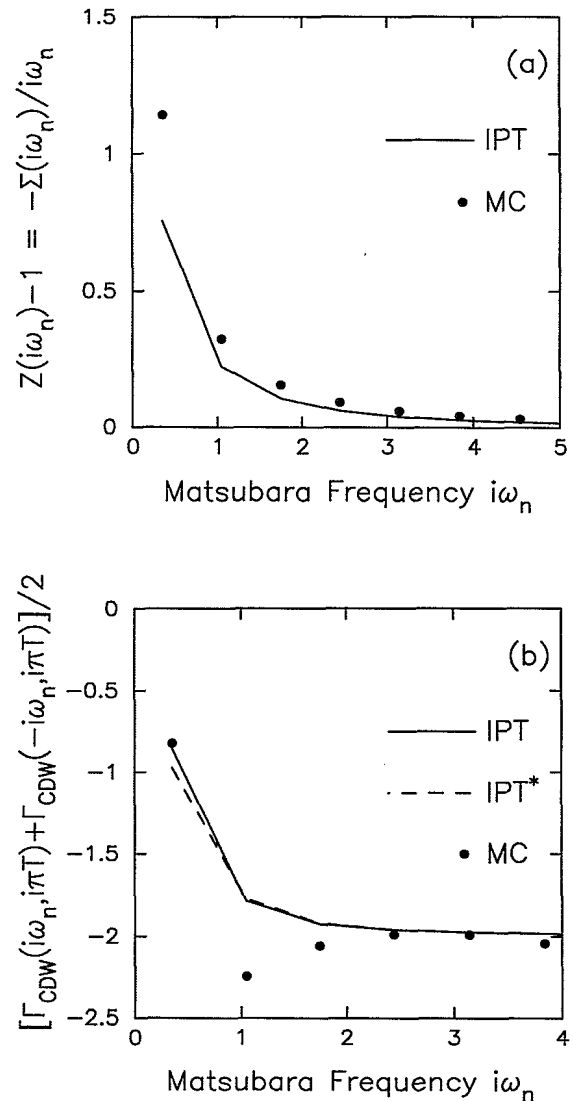 1.5
(a)
IPT
MC
1
0.5
0
Z(iω_n)−1 = −Σ(iω_n)/iω_n
0 1 2 3 4 5
Matsubara Frequency iω_n
0
(b)
−0.5
IPT
−1
IPT*
−1.5
MC
−2
−2.5
[Γ_CDW(iω_n,iπT)+Γ_CDW(−iω_n,iπT)]/2
0 1 2 3 4
Matsubara Frequency iω_n